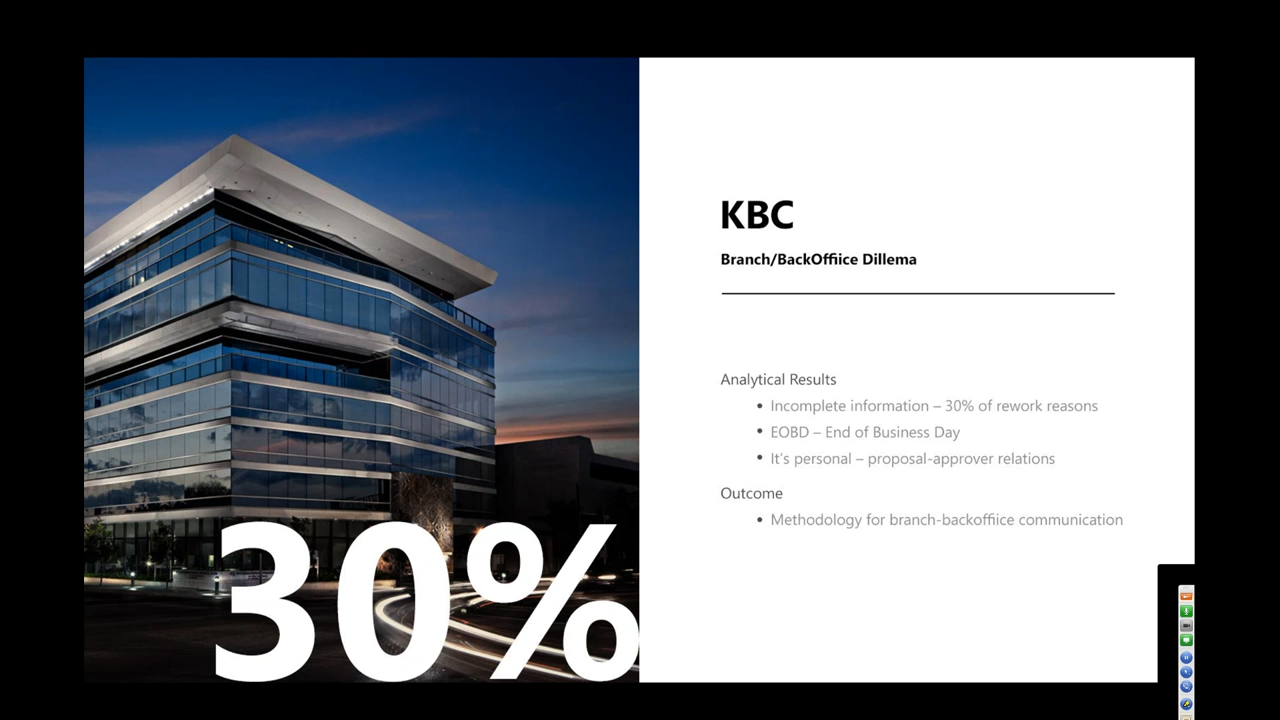 KBC
Branch/BackOffiice Dillema
Analytical Results
• Incomplete information – 30% of rework reasons
• EOBD – End of Business Day
• It's personal – proposal-approver relations
Outcome
• Methodology for branch-backoffiice communication
30%